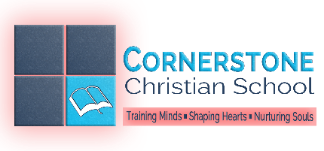 CORNERSTONE
Christian School
Training Minds ▪ Shaping Hearts ▪ Nurturing Souls